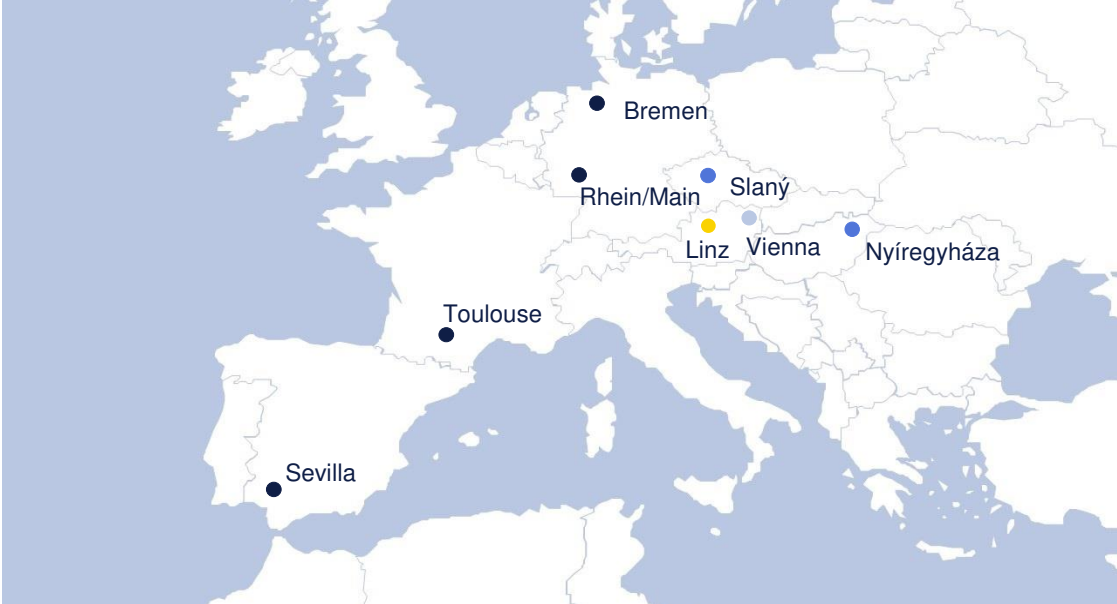 Bremen
Rhein/Main
Slaný
Linz
Vienna
Nyíregyháza
Toulouse
Sevilla